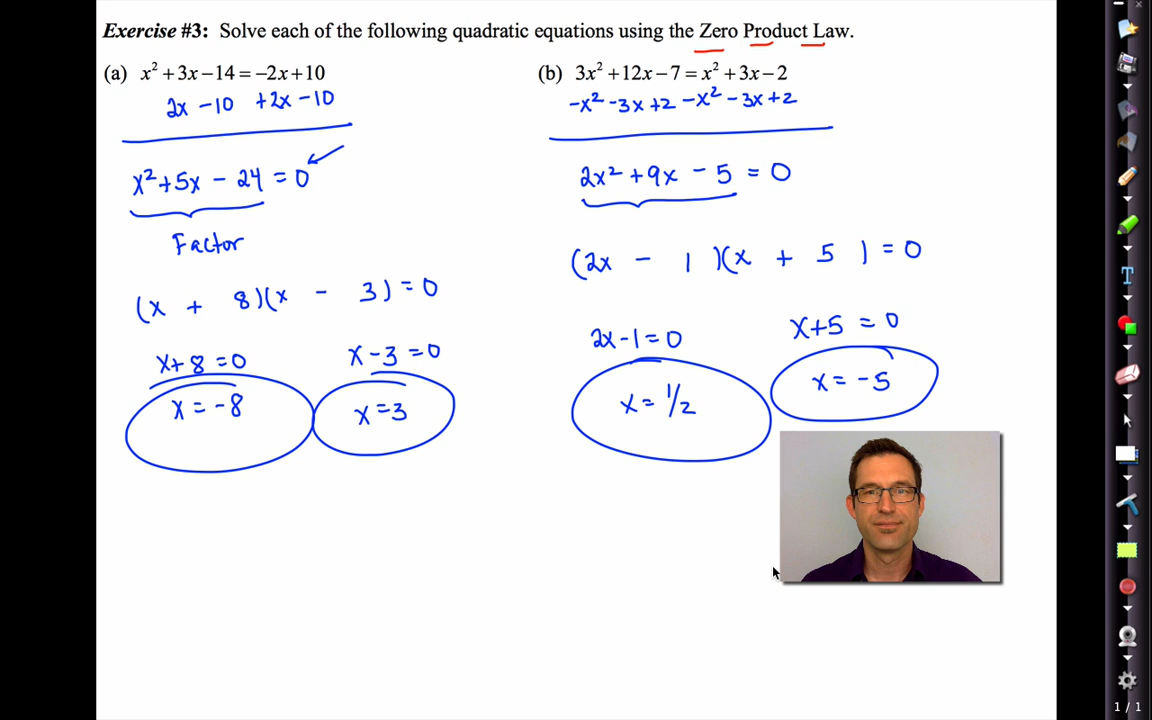 Exercise #3: Solve each of the following quadratic equations using the Zero Product Law.
(a) x² + 3x − 14 = −2x + 10
2x − 10 + 2x − 10
x² + 5x − 24 = 0
Factor
(x + 8)(x − 3) = 0
x + 8 = 0
x − 3 = 0
x = −8
x = 3
(b) 3x² + 12x − 7 = x² + 3x − 2
−x² − 3x + 2 − x² − 3x + 2
2x² + 9x − 5 = 0
(2x − 1)(x + 5) = 0
2x − 1 = 0
x + 5 = 0
x = 1/2
x = −5
T
1 / 1